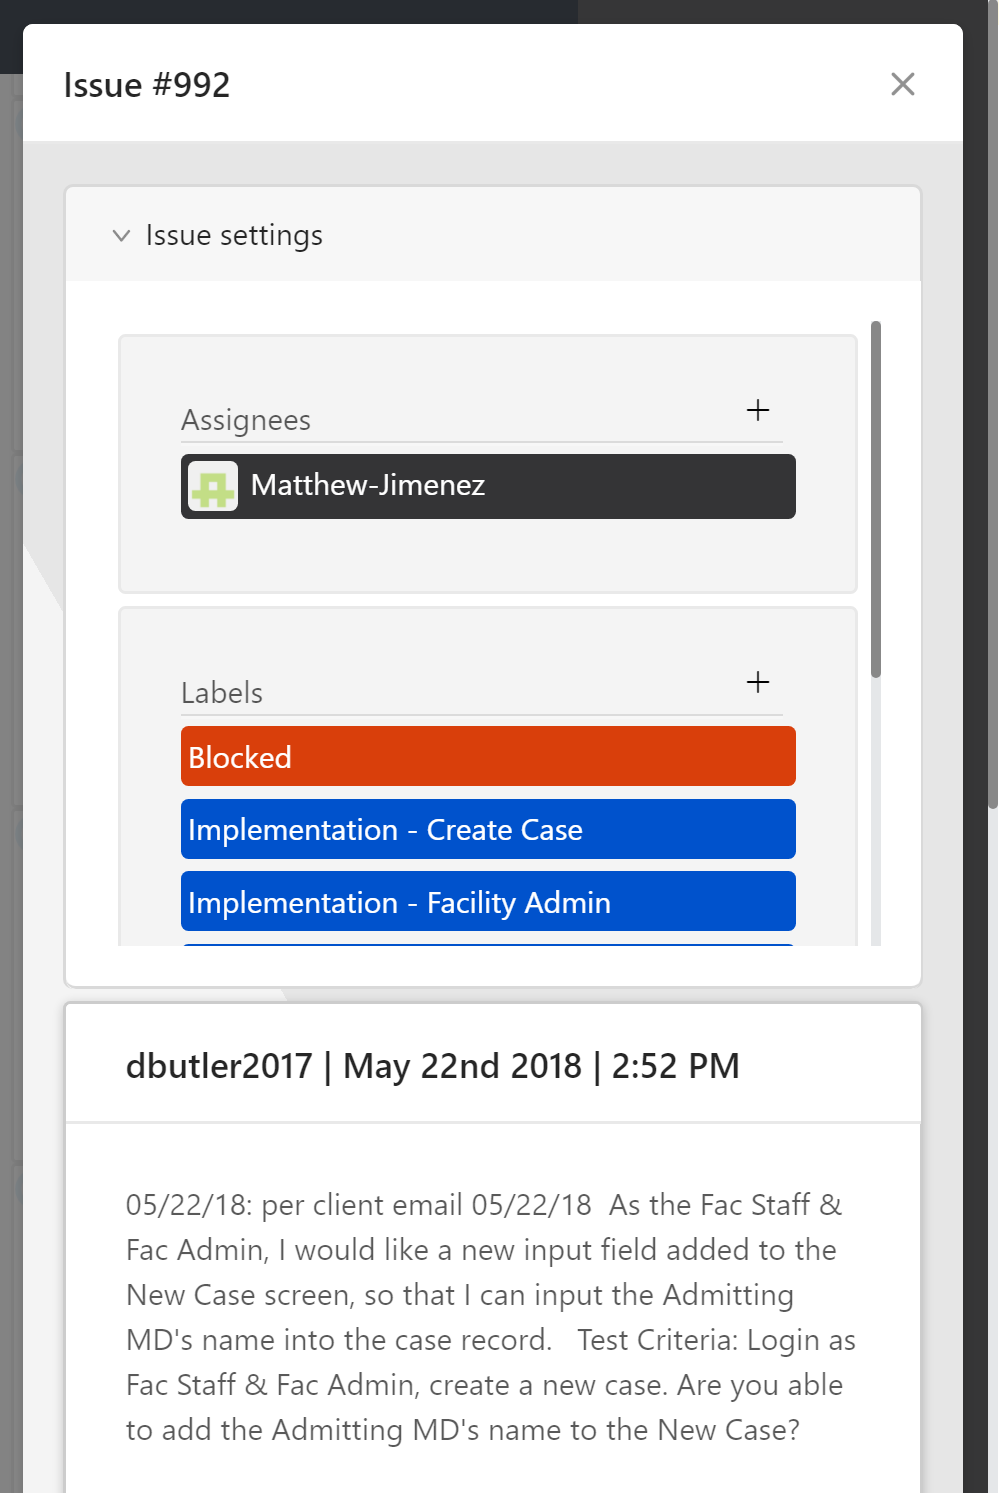 Issue #992
Issue settings
Assignees
Matthew-Jimenez
Labels
Blocked
Implementation - Create Case
Implementation - Facility Admin
dbutler2017 | May 22nd 2018 | 2:52 PM
05/22/18: per client email 05/22/18  As the Fac Staff &
Fac Admin, I would like a new input field added to the
New Case screen, so that I can input the Admitting
MD's name into the case record.   Test Criteria: Login as
Fac Staff & Fac Admin, create a new case. Are you able
to add the Admitting MD's name to the New Case?